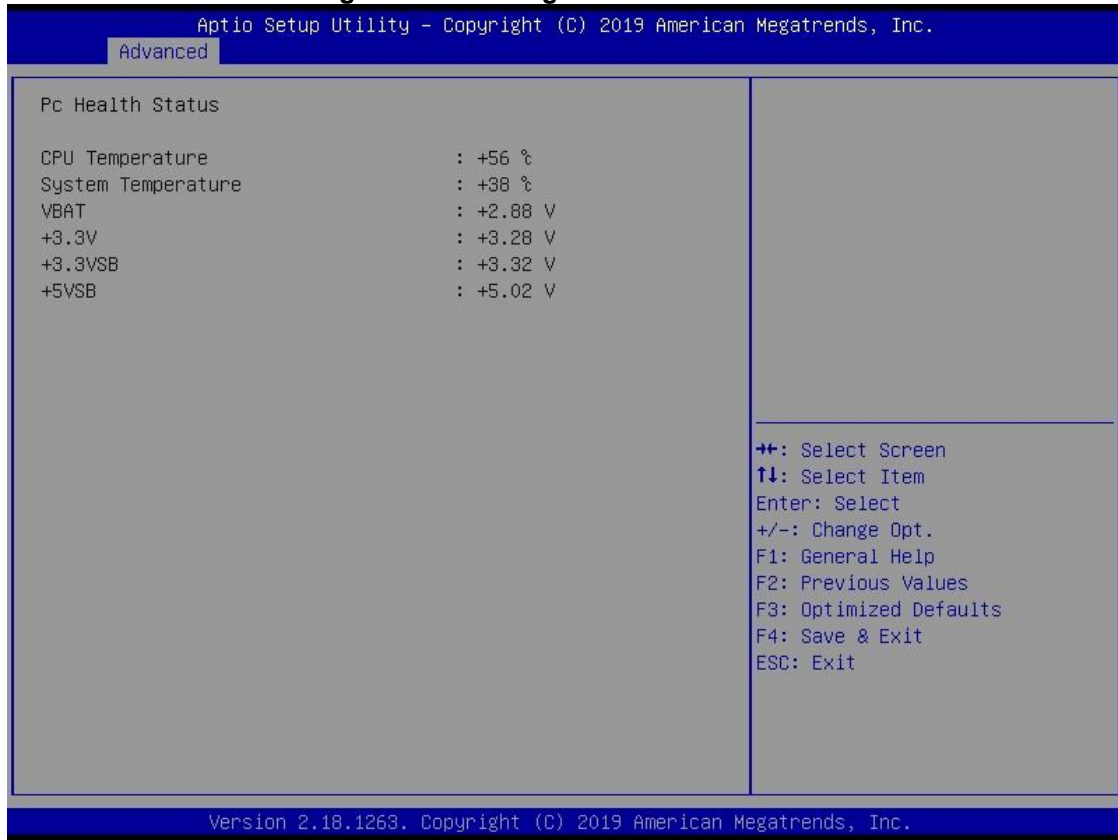 Aptio Setup Utility – Copyright (C) 2019 American Megatrends, Inc.
Advanced
Pc Health Status
CPU Temperature : +56 ℃
System Temperature : +38 ℃
VBAT : +2.88 V
+3.3V : +3.28 V
+3.3VSB : +3.32 V
+5VSB : +5.02 V
→←: Select Screen
↑↓: Select Item
Enter: Select
+/-: Change Opt.
F1: General Help
F2: Previous Values
F3: Optimized Defaults
F4: Save & Exit
ESC: Exit
Version 2.18.1263. Copyright (C) 2019 American Megatrends, Inc.